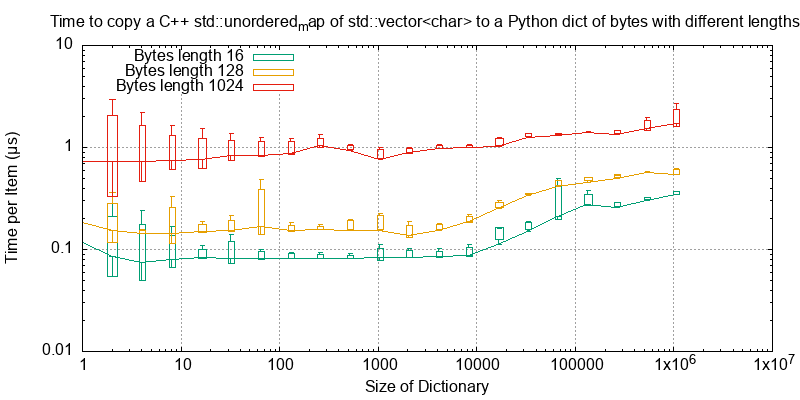 Time to copy a C++ std::unordered_map of std::vector<char> to a Python dict of bytes with different lengths
10
Bytes length 16
Bytes length 128
Bytes length 1024
1
0.1
0.01
Time per Item (µs)
1 10 100 1000 10000 100000 1x10^6 1x10^7
Size of Dictionary